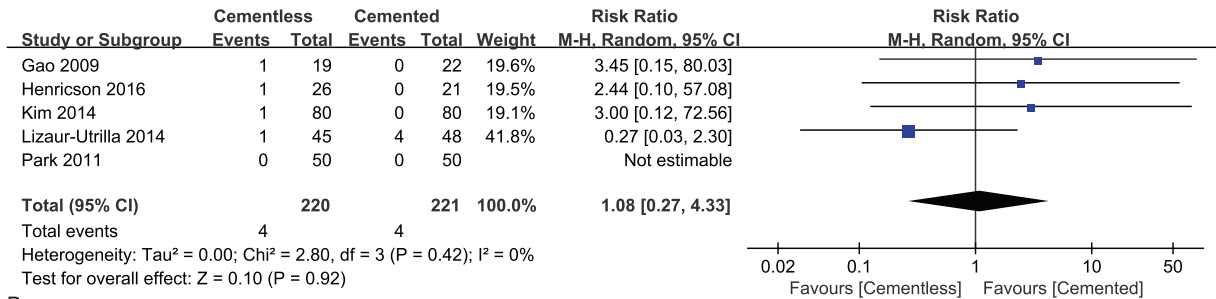 Cementless Cemented Risk Ratio Risk Ratio
Study or Subgroup Events Total Events Total Weight M-H, Random, 95% CI M-H, Random, 95% CI
Gao 2009 1 19 0 22 19.6% 3.45 [0.15, 80.03]
Henricson 2016 1 26 0 21 19.5% 2.44 [0.10, 57.08]
Kim 2014 1 80 0 80 19.1% 3.00 [0.12, 72.56]
Lizaur-Utrilla 2014 1 45 4 48 41.8% 0.27 [0.03, 2.30]
Park 2011 0 50 0 50 Not estimable
Total (95% CI) 220 221 100.0% 1.08 [0.27, 4.33]
Total events 4 4
Heterogeneity: Tau² = 0.00; Chi² = 2.80, df = 3 (P = 0.42); I² = 0%
Test for overall effect: Z = 0.10 (P = 0.92)
0.02 0.1 1 10 50
Favours [Cementless] Favours [Cemented]